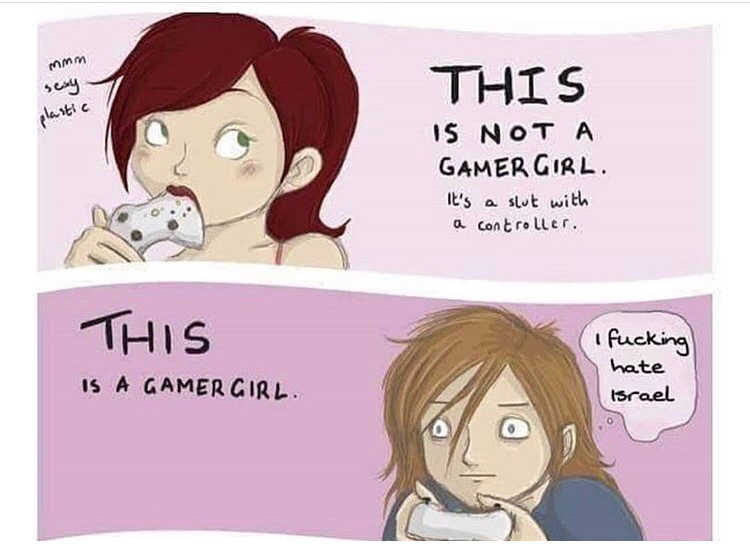 mmm
sexy
plastic
THIS
IS NOT A
GAMER GIRL.
It's a slut with
a controller.
THIS
IS A GAMER GIRL.
I fucking
hate
Israel